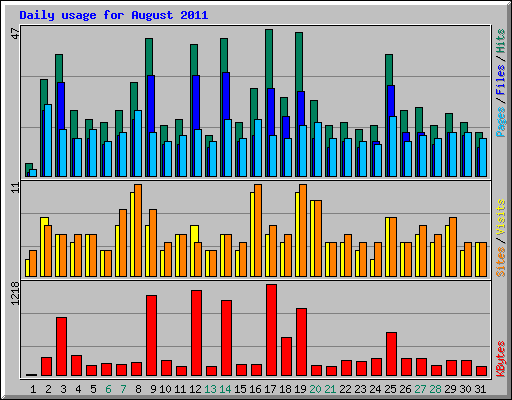 Daily usage for August 2011
47
Pages / Files / Hits
11
Sites / Visits
1218
KBytes
1 2 3 4 5 6 7 8 9 10 11 12 13 14 15 16 17 18 19 20 21 22 23 24 25 26 27 28 29 30 31